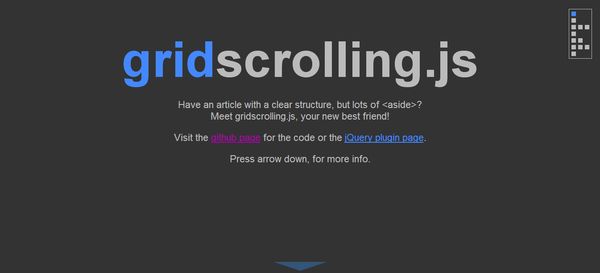 gridscrolling.js
Have an article with a clear structure, but lots of <aside>?
Meet gridscrolling.js, your new best friend!
Visit the github page for the code or the jQuery plugin page.
Press arrow down, for more info.